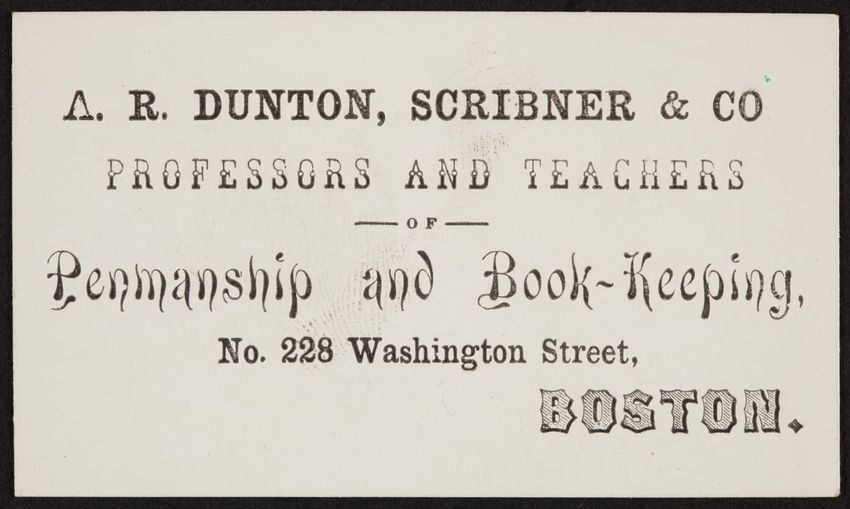 A. R. DUNTON, SCRIBNER & CO
PROFESSORS AND TEACHERS
OF
Penmanship and Book-Keeping,
No. 228 Washington Street,
BOSTON.